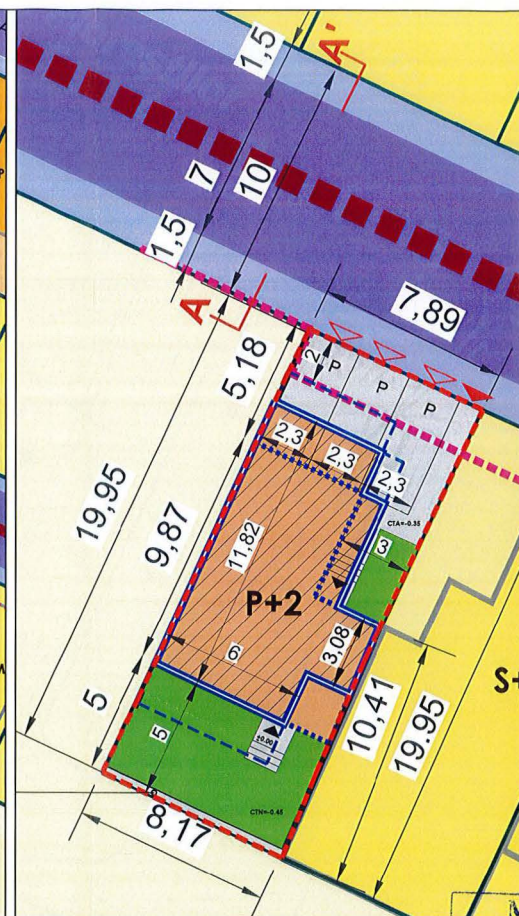 1,5
A'
7
10
1,5
A
7,89
5,18
2
P
P
P
2,3
2,3
2,3
CTA=-0.35
19,95
9,87
11,82
3
P+2
6
3,08
5
5
±0.00
10,41
19.95
S+
CTN=-0.45
8,17